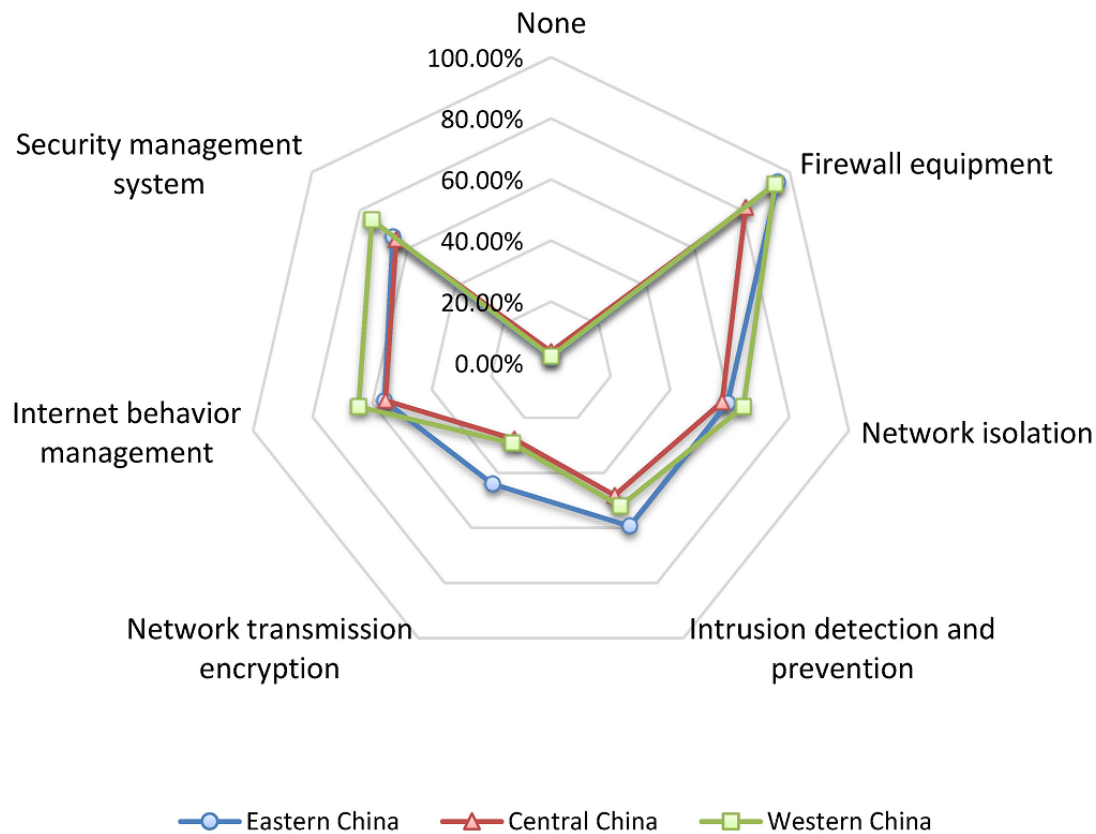 None
100.00%
80.00%
60.00%
40.00%
20.00%
0.00%
Firewall equipment
Network isolation
Intrusion detection and
prevention
Network transmission
encryption
Internet behavior
management
Security management
system
Eastern China
Central China
Western China